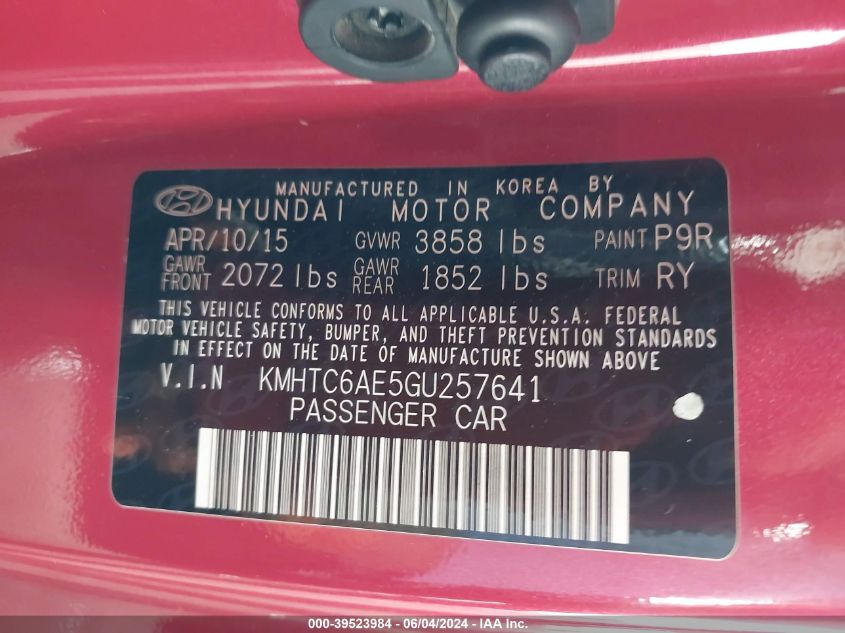 MANUFACTURED IN KOREA BY
HYUNDAI MOTOR COMPANY
APR/10/15 GVWR 3858 lbs PAINT P9R
GAWR FRONT 2072 lbs GAWR REAR 1852 lbs TRIM RY
THIS VEHICLE CONFORMS TO ALL APPLICABLE U.S.A. FEDERAL
MOTOR VEHICLE SAFETY, BUMPER, AND THEFT PREVENTION STANDARDS
IN EFFECT ON THE DATE OF MANUFACTURE SHOWN ABOVE
V.I.N KMHTC6AE5GU257641
PASSENGER CAR
000-39523984 - 06/04/2024 - IAA Inc.